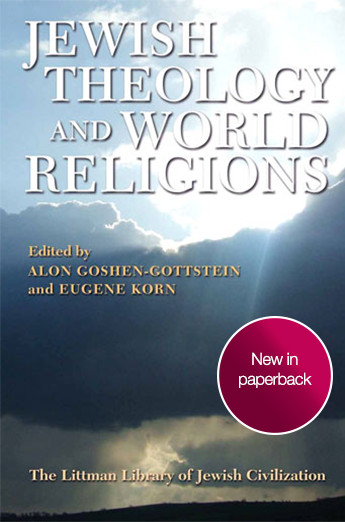 JEWISH
THEOLOGY
AND WORLD
RELIGIONS
Edited by
ALON GOSHEN-GOTTSTEIN
and EUGENE KORN
New in
paperback
The Littman Library of Jewish Civilization